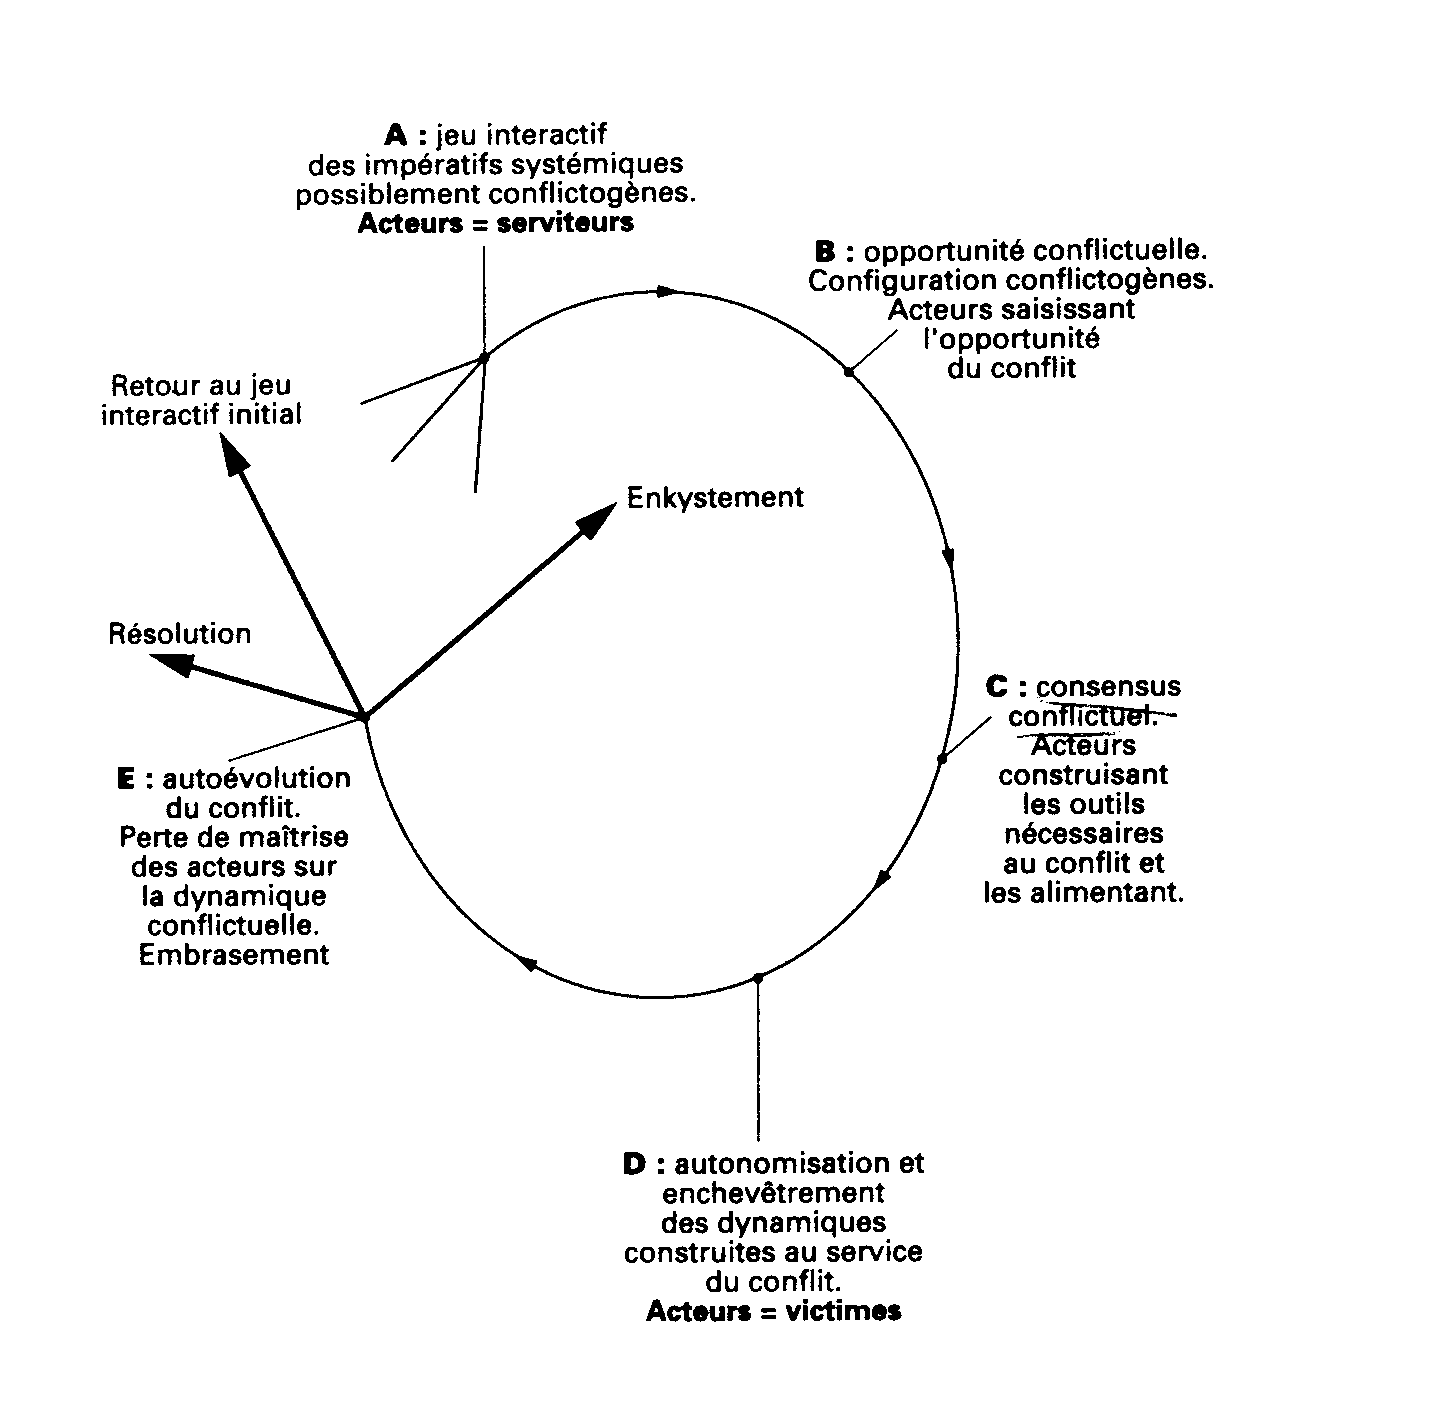 A : jeu interactif
des impératifs systémiques
possiblement conflictogènes.
Acteurs = serviteurs
B : opportunité conflictuelle.
Configuration conflictogènes.
Acteurs saisissant
l'opportunité
du conflit
Retour au jeu
interactif initial
Enkystement
Résolution
C : consensus
conflictuel.
Acteurs
construisant
les outils
nécessaires
au conflit et
les alimentant.
E : autoévolution
du conflit.
Perte de maîtrise
des acteurs sur
la dynamique
conflictuelle.
Embrasement
D : autonomisation et
enchevêtrement
des dynamiques
construites au service
du conflit.
Acteurs = victimes